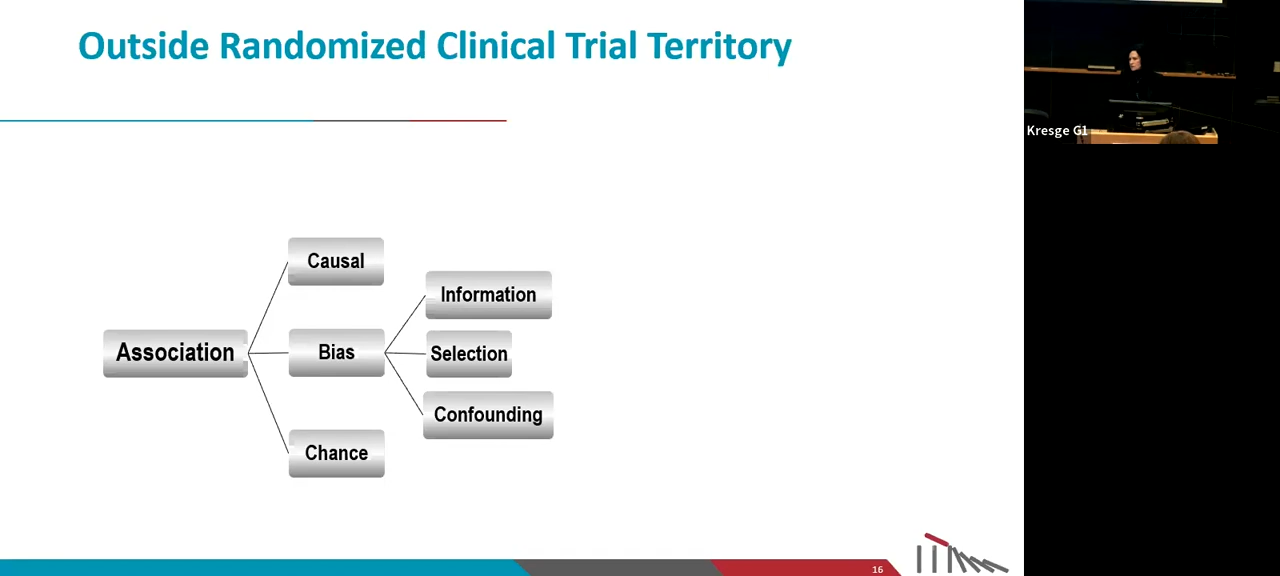 Outside Randomized Clinical Trial Territory
Kresge G1
Causal
Information
Association
Bias
Selection
Confounding
Chance
16